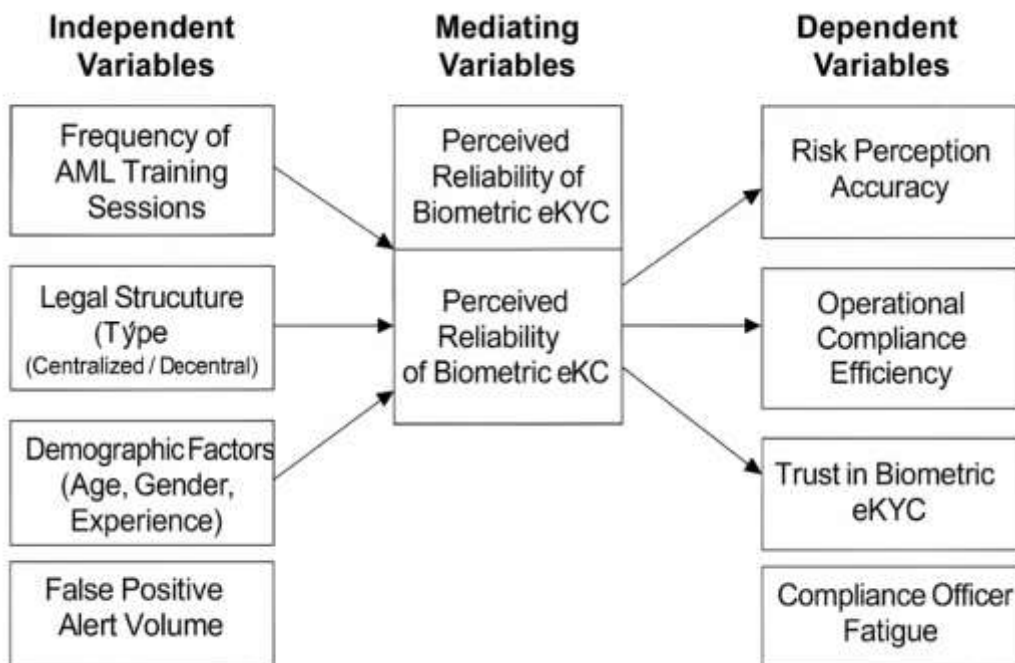 Independent
Variables
Frequency of
AML Training
Sessions
Legal Strucuture
(Týpe
(Centralized / Decentral)
Demographic Factors
(Age, Gender,
Experience)
False Positive
Alert Volume
Mediating
Variables
Perceived
Reliability of
Biometric eKYC
Perceived
Reliability
of Biometric eKC
Dependent
Variables
Risk Perception
Accuracy
Operational
Compliance
Efficiency
Trust in Biometric
eKYC
Compliance Officer
Fatigue